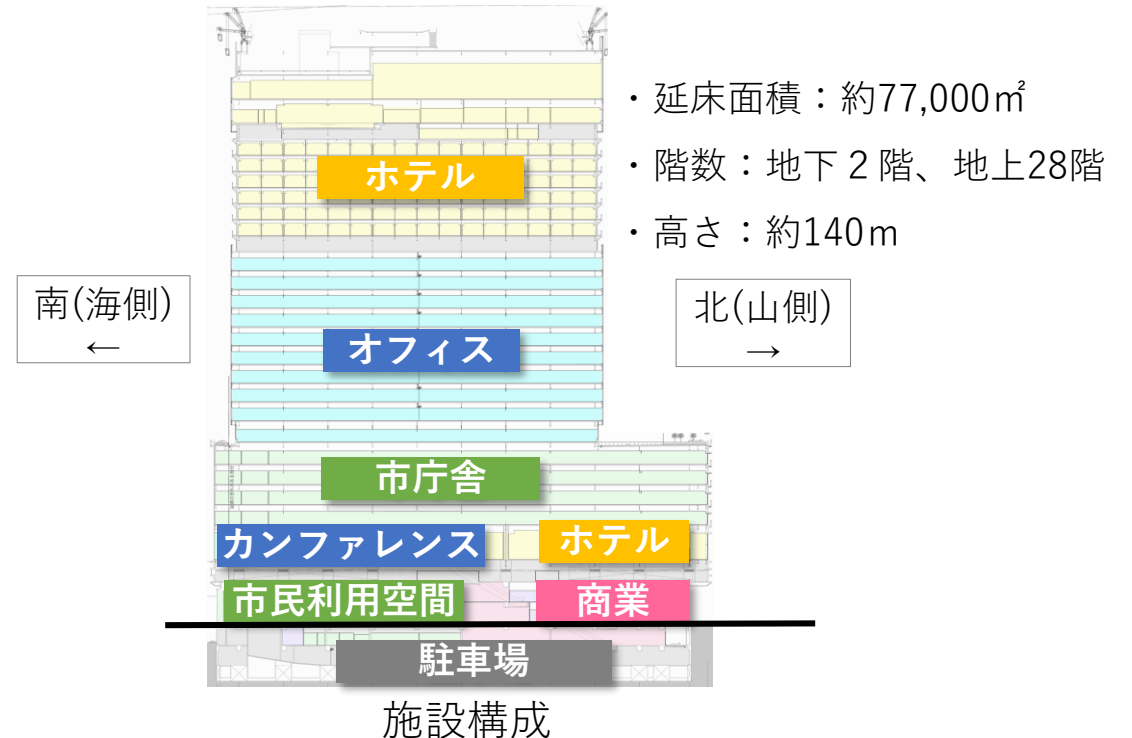 ・延床面積：約77,000㎡
・階数：地下２階、地上28階
・高さ：約140ｍ
ホテル
南(海側)
←
北(山側)
→
オフィス
市庁舎
カンファレンス
ホテル
市民利用空間
商業
駐車場
施設構成